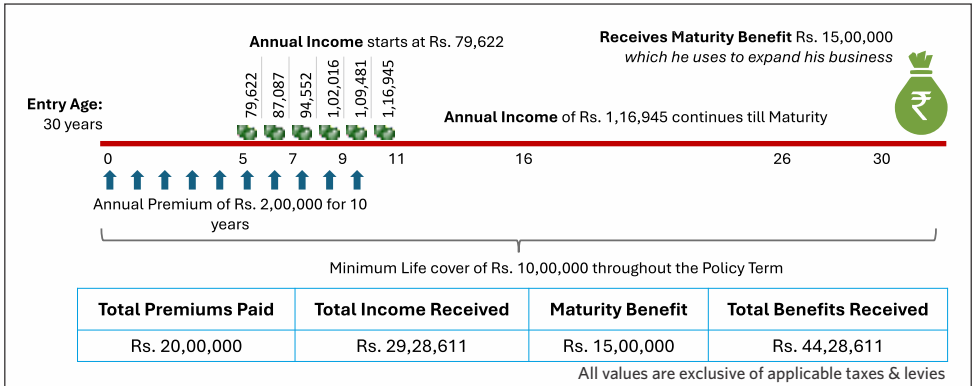 Annual Income starts at Rs. 79,622
Receives Maturity Benefit Rs. 15,00,000
which he uses to expand his business
79,622
87,087
94,552
1,02,016
1,09,481
1,16,945
₹
Entry Age:
30 years
Annual Income of Rs. 1,16,945 continues till Maturity
0 5 7 9 11 16 26 30
Annual Premium of Rs. 2,00,000 for 10
years
Minimum Life cover of Rs. 10,00,000 throughout the Policy Term
Total Premiums Paid Total Income Received Maturity Benefit Total Benefits Received
Rs. 20,00,000 Rs. 29,28,611 Rs. 15,00,000 Rs. 44,28,611
All values are exclusive of applicable taxes & levies